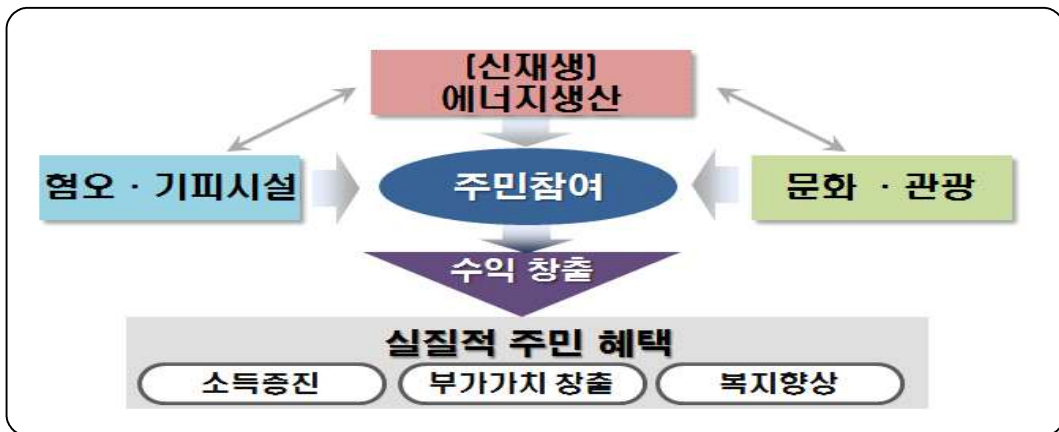 [신재생]
에너지생산
혐오 · 기피시설
주민참여
문화 · 관광
수익 창출
실질적 주민 혜택
소득증진
부가가치 창출
복지향상